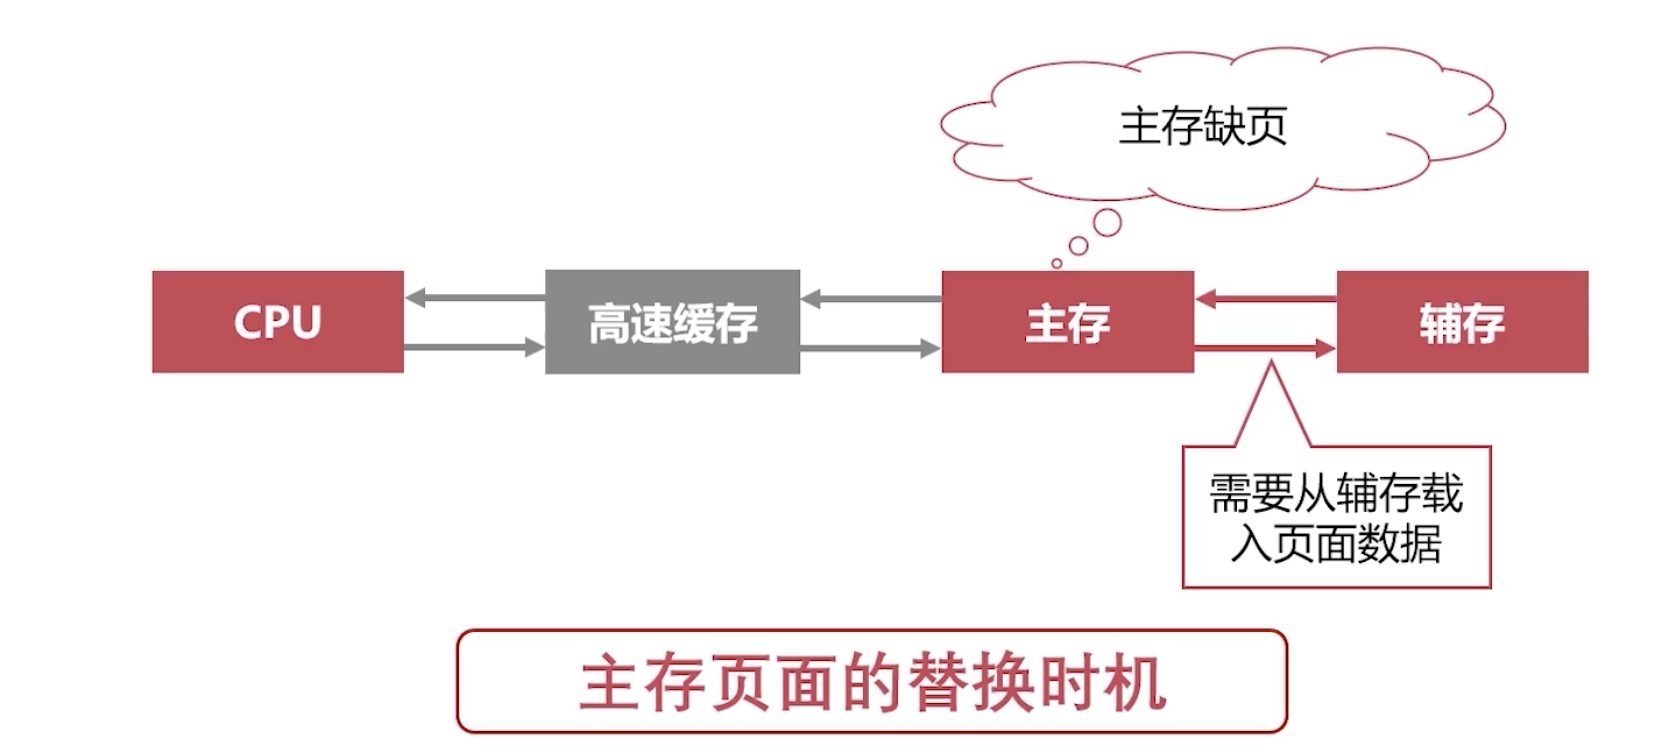 主存缺页
CPU
高速缓存
主存
辅存
需要从辅存载
入页面数据
主存页面的替换时机